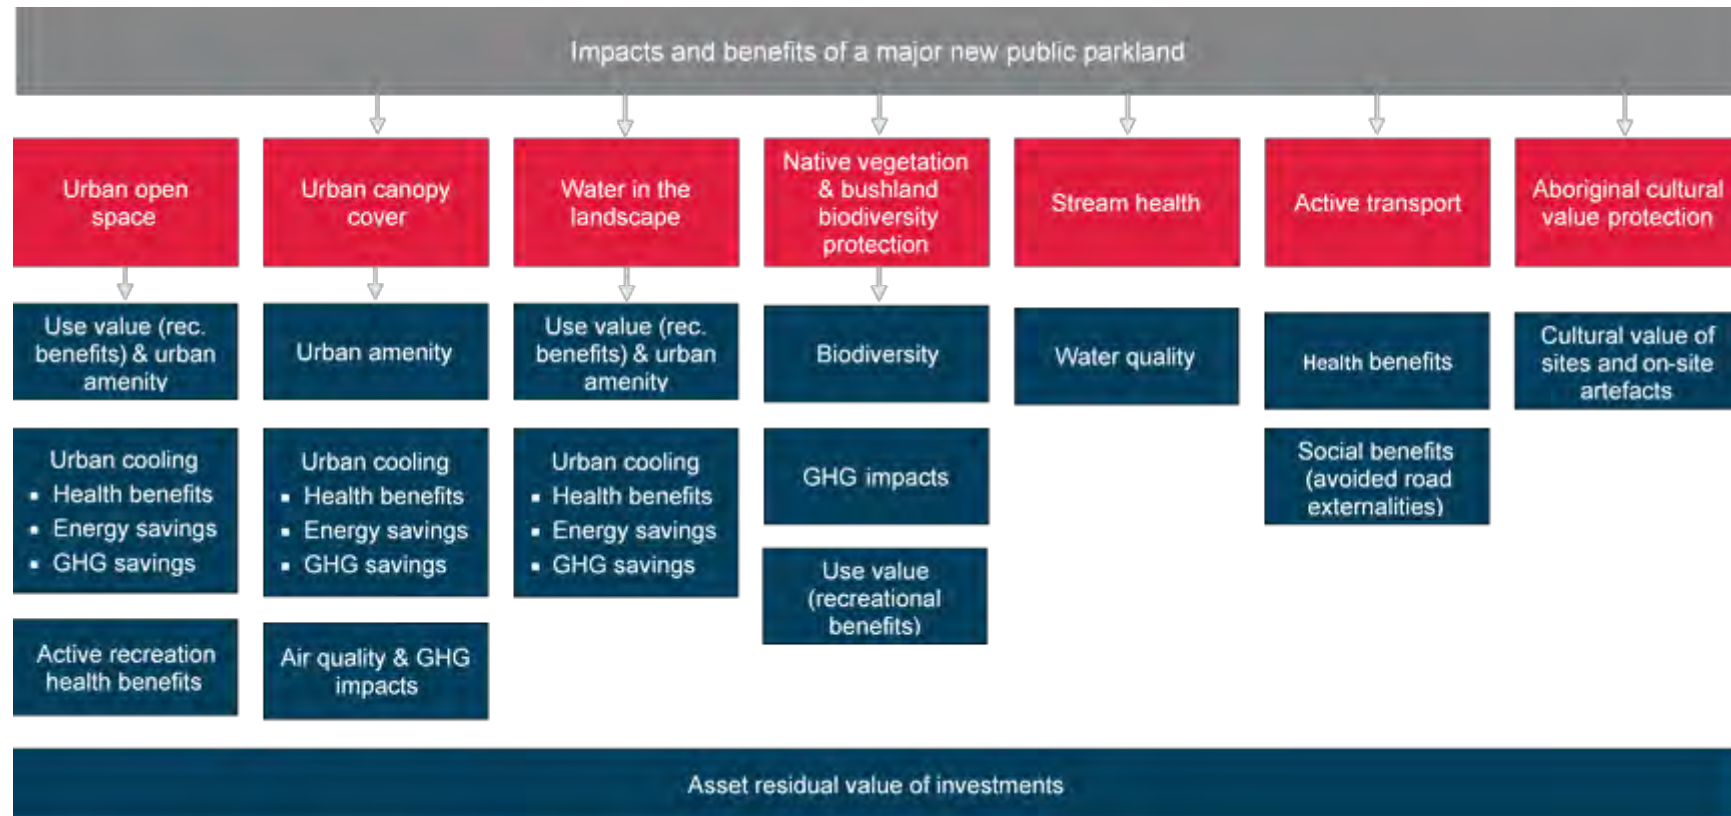 Impacts and benefits of a major new public parkland
Urban open
space
Urban canopy
cover
Water in the
landscape
Native vegetation
& bushland
biodiversity
protection
Stream health
Active transport
Aboriginal cultural
value protection
Use value (rec.
benefits) & urban
amenity
Urban amenity
Use value (rec.
benefits) & urban
amenity
Biodiversity
Water quality
Health benefits
Cultural value of
sites and on-site
artefacts
Urban cooling
▪ Health benefits
▪ Energy savings
▪ GHG savings
Urban cooling
▪ Health benefits
▪ Energy savings
▪ GHG savings
Urban cooling
▪ Health benefits
▪ Energy savings
▪ GHG savings
GHG impacts
Social benefits
(avoided road
externalities)
Use value
(recreational
benefits)
Active recreation
health benefits
Air quality & GHG
impacts
Asset residual value of investments